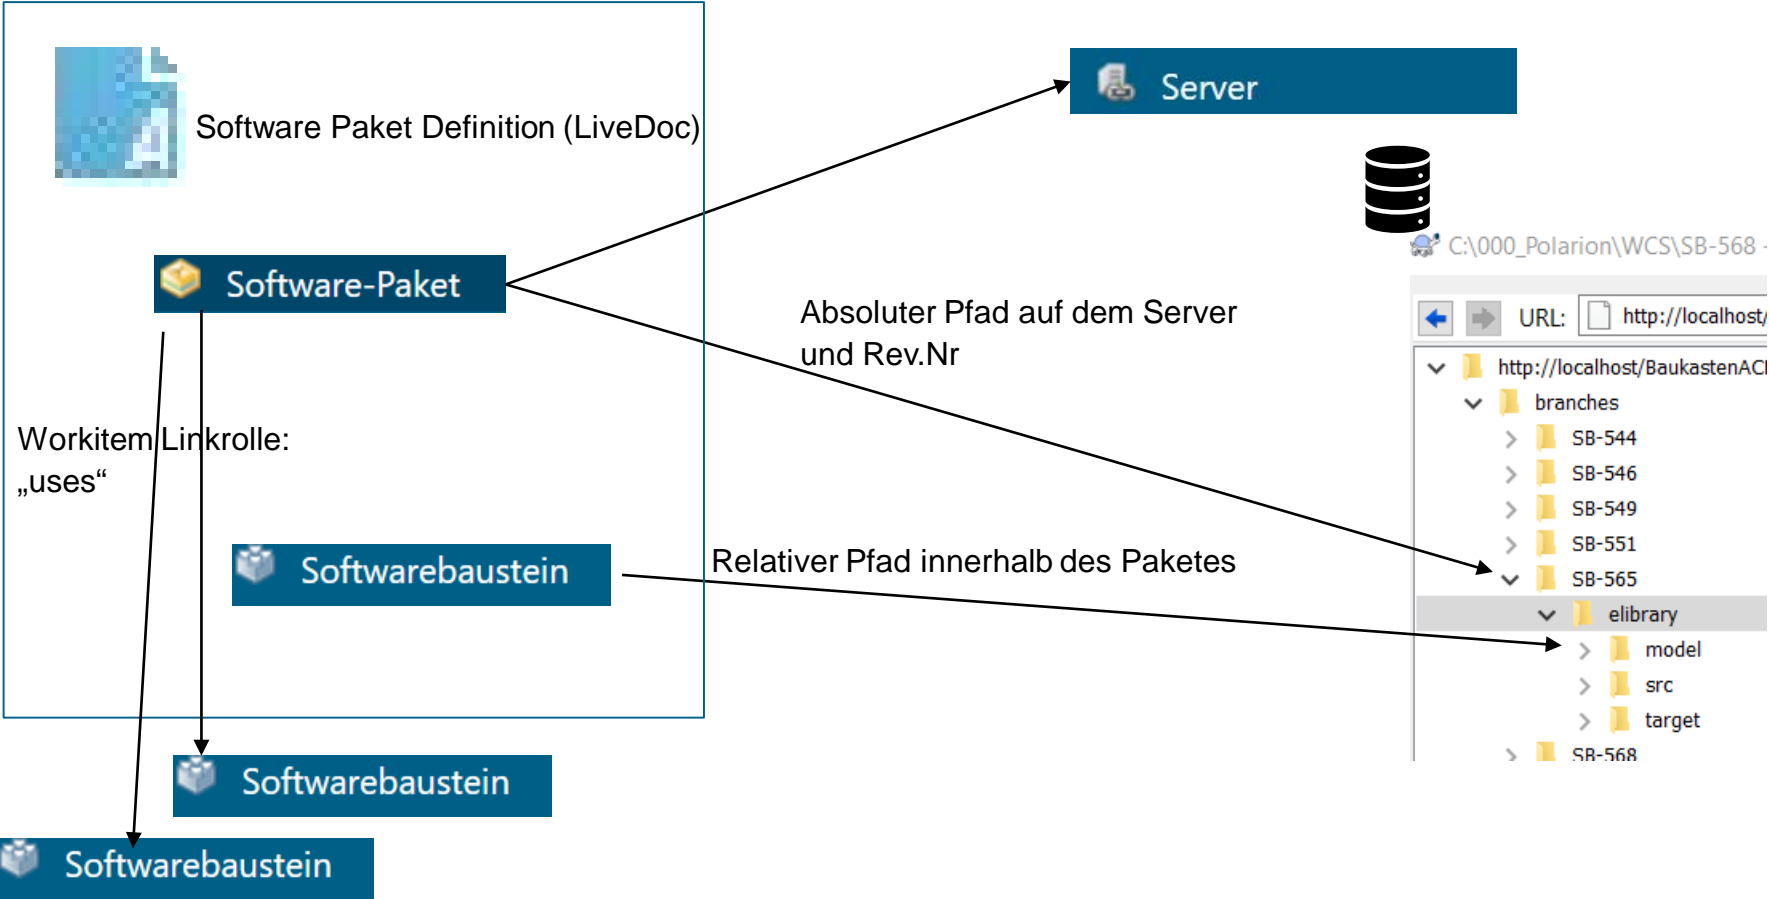 Server
Software Paket Definition (LiveDoc)
C:\000_Polarion\WCS\SB-568 -
Software-Paket
Absoluter Pfad auf dem Server
und Rev.Nr
URL: http://localhost/
http://localhost/BaukastenACI
branches
SB-544
SB-546
SB-549
SB-551
SB-565
elibrary
model
src
target
SB-568
Workitem Linkrolle:
„uses“
Softwarebaustein
Relativer Pfad innerhalb des Paketes
Softwarebaustein
Softwarebaustein